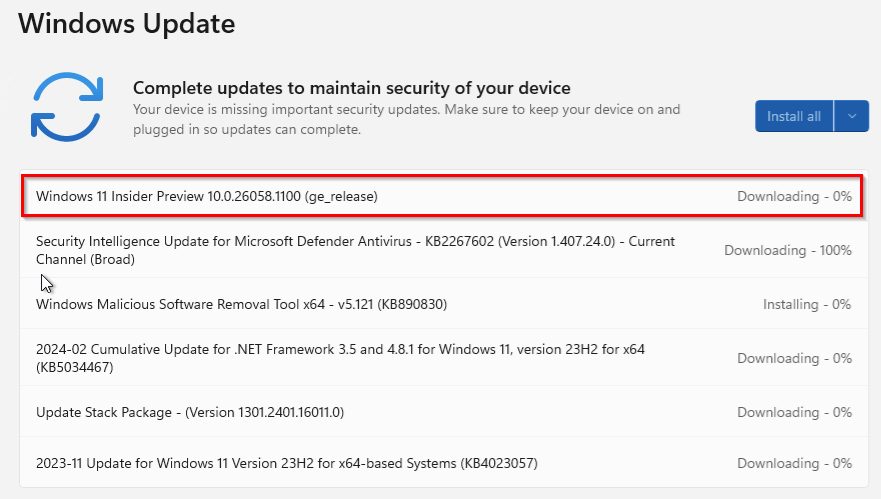 Windows Update
Complete updates to maintain security of your device
Your device is missing important security updates. Make sure to keep your device on and
plugged in so updates can complete.
Install all
Windows 11 Insider Preview 10.0.26058.1100 (ge_release)
Downloading - 0%
Security Intelligence Update for Microsoft Defender Antivirus - KB2267602 (Version 1.407.24.0) - Current
Channel (Broad)
Downloading - 100%
Windows Malicious Software Removal Tool x64 - v5.121 (KB890830)
Installing - 0%
2024-02 Cumulative Update for .NET Framework 3.5 and 4.8.1 for Windows 11, version 23H2 for x64
(KB5034467)
Downloading - 0%
Update Stack Package - (Version 1301.2401.16011.0)
Downloading - 0%
2023-11 Update for Windows 11 Version 23H2 for x64-based Systems (KB4023057)
Downloading - 0%